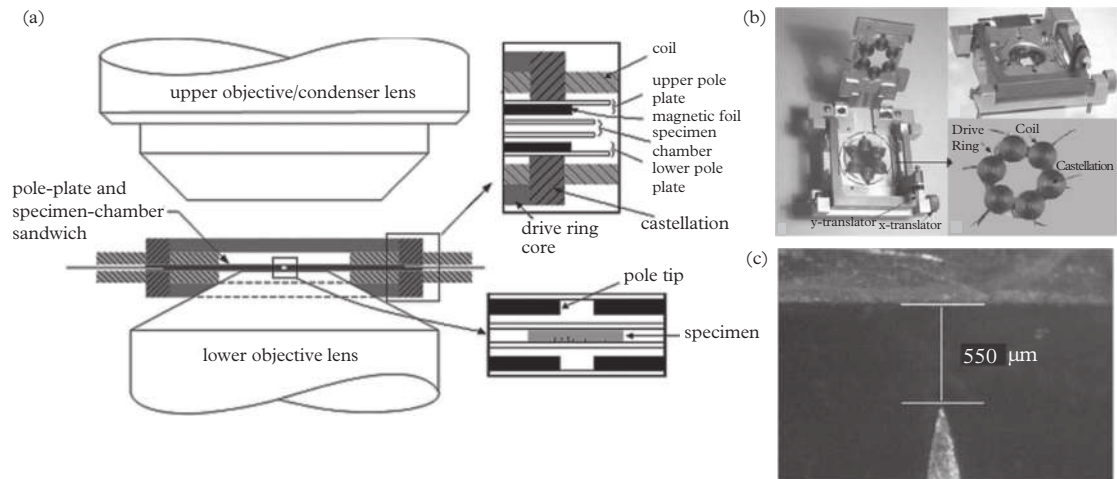 (a)
upper objective/condenser lens
pole-plate and
specimen-chamber
sandwich
lower objective lens
coil
upper pole
plate
magnetic foil
specimen
chamber
lower pole
plate
castellation
drive ring
core
pole tip
specimen
(b)
Drive
Ring
Coil
Castellation
y-translator
x-translator
(c)
550 μm